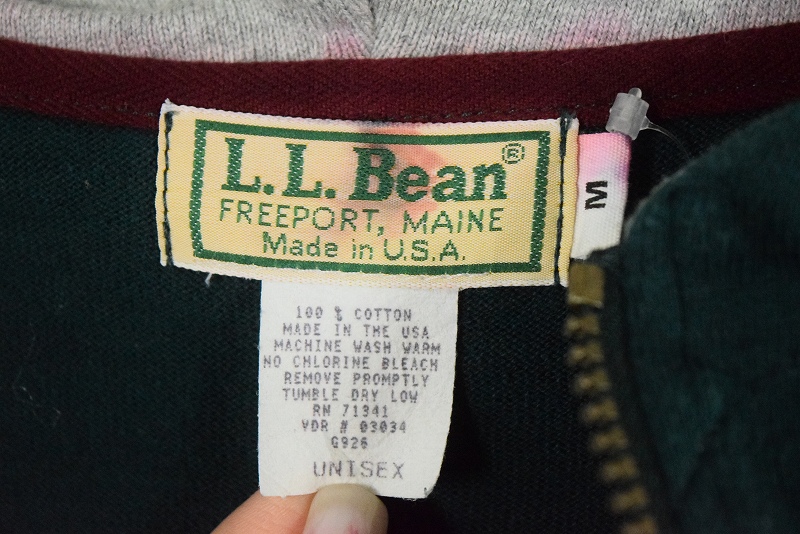 L.L.Bean®
FREEPORT, MAINE
Made in U.S.A.
M
100 % COTTON
MADE IN THE USA
MACHINE WASH WARM
NO CHLORINE BLEACH
REMOVE PROMPTLY
TUMBLE DRY LOW
RN 71341
VDR # 03034
G926
UNISEX